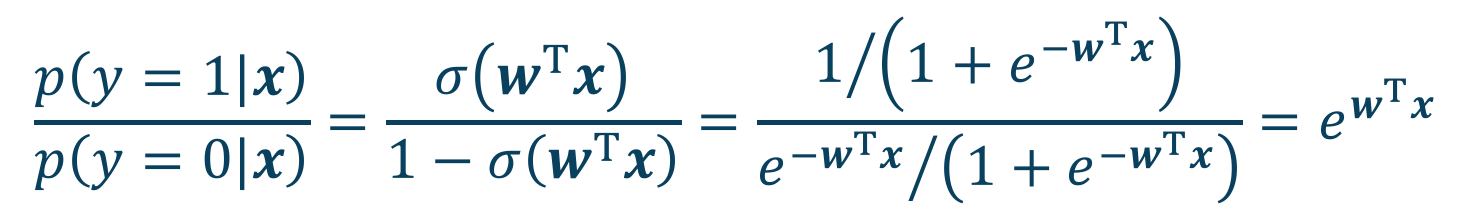 p(y = 1|x) / p(y = 0|x) = σ(wᵀx) / 1 − σ(wᵀx) = 1/(1 + e^{−wᵀx}) / e^{−wᵀx}/(1 + e^{−wᵀx}) = e^{wᵀx}